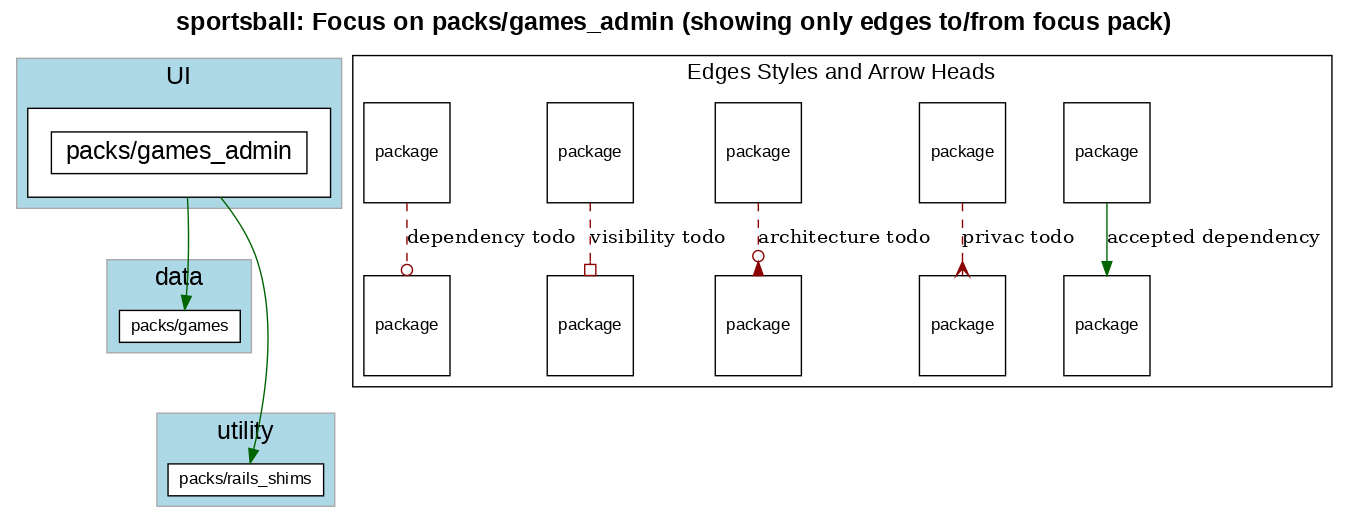 sportsball: Focus on packs/games_admin (showing only edges to/from focus pack)
UI
packs/games_admin
data
packs/games
utility
packs/rails_shims
Edges Styles and Arrow Heads
package
package
package
package
package
dependency todo
visibility todo
architecture todo
privac todo
accepted dependency
package
package
package
package
package